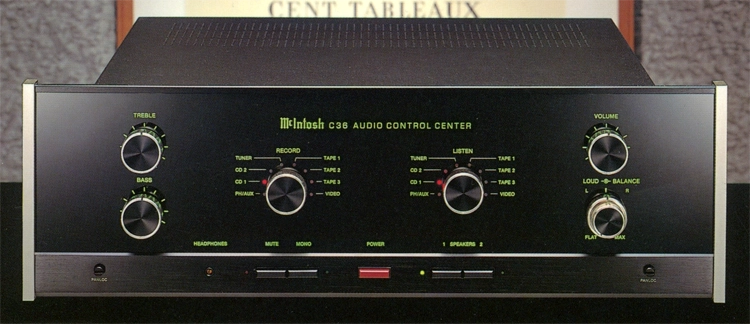 CENT TABLEAUX
McIntosh C36 AUDIO CONTROL CENTER
TREBLE
VOLUME
RECORD
LISTEN
TUNER TAPE 1
TUNER TAPE 1
CD 2 TAPE 2
CD 2 TAPE 2
CD 1 TAPE 3
CD 1 TAPE 3
PH/AUX VIDEO
PH/AUX VIDEO
BASS
LOUD BALANCE
L R
FLAT MAX
HEADPHONES MUTE MONO POWER 1 SPEAKERS 2
PANLOC PANLOC